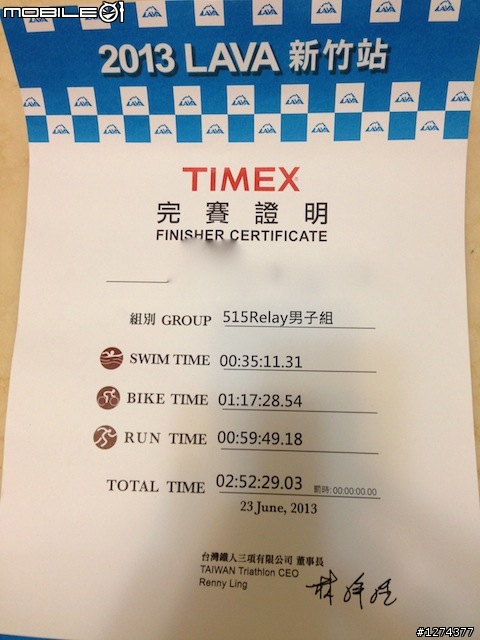 MOBILE01
2013 LAVA 新竹站
TIMEX
完賽證明
FINISHER CERTIFICATE
組別 GROUP 515Relay男子組
SWIM TIME 00:35:11.31
BIKE TIME 01:17:28.54
RUN TIME 00:59:49.18
TOTAL TIME 02:52:29.03 罰時: 00:00:00.00
23 June, 2013
台灣鐵人三項有限公司 董事長
TAIWAN Triathlon CEO
Renny Ling
#1274377